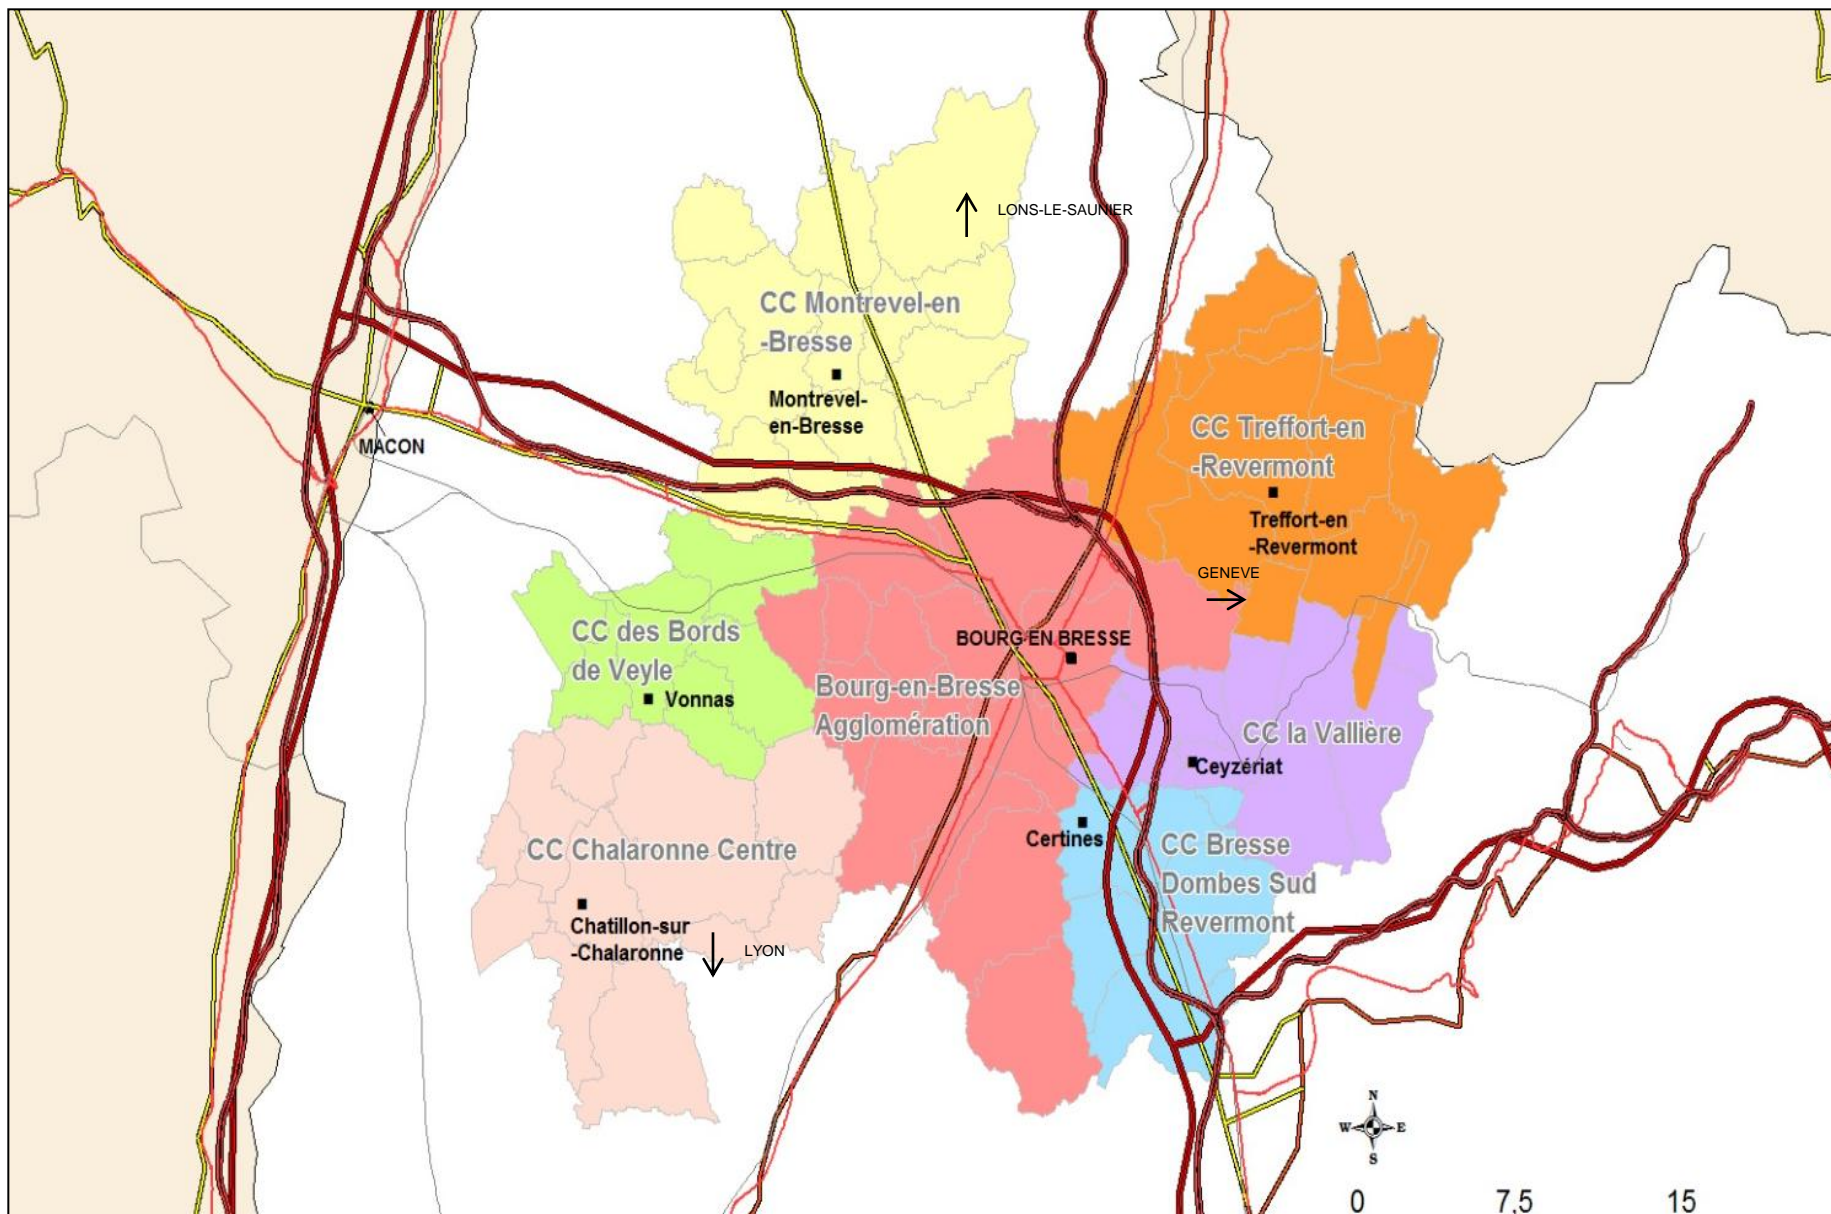 LONS-LE-SAUNIER
CC Montrevel-en
-Bresse
Montrevel-
en-Bresse
MACON
CC Treffort-en
-Revermont
Treffort-en
-Revermont
GENEVE
CC des Bords
de Veyle
Vonnas
BOURG EN BRESSE
Bourg-en-Bresse
Agglomération
CC la Vallière
Ceyzériat
CC Chalaronne Centre
Certines
CC Bresse
Dombes Sud
Revermont
Chatillon-sur
-Chalaronne
LYON
N
W E
S
0 7,5 15